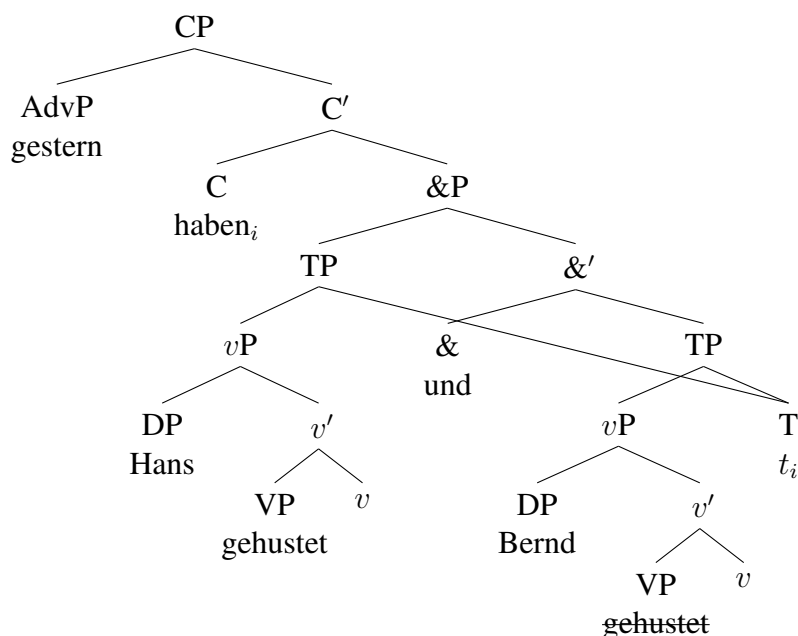 CP
AdvP C′
gestern
C &P
haben_i
TP &′
vP & TP
und
DP v′ vP T
Hans t_i
VP v DP v′
gehustet Bernd
VP v
gehustet